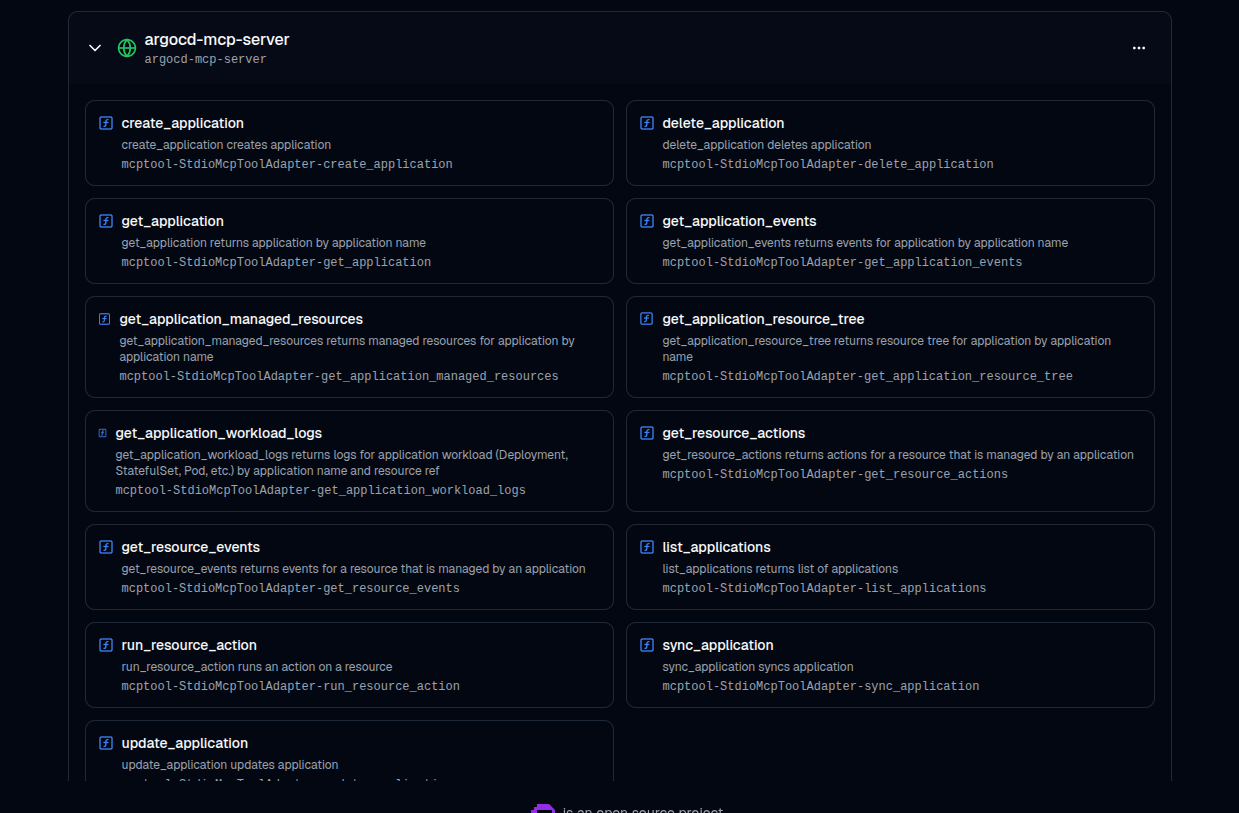 argocd-mcp-server
argocd-mcp-server
create_application
create_application creates application
mcptool-StdioMcpToolAdapter-create_application
delete_application
delete_application deletes application
mcptool-StdioMcpToolAdapter-delete_application
get_application
get_application returns application by application name
mcptool-StdioMcpToolAdapter-get_application
get_application_events
get_application_events returns events for application by application name
mcptool-StdioMcpToolAdapter-get_application_events
get_application_managed_resources
get_application_managed_resources returns managed resources for application by
application name
mcptool-StdioMcpToolAdapter-get_application_managed_resources
get_application_resource_tree
get_application_resource_tree returns resource tree for application by application
name
mcptool-StdioMcpToolAdapter-get_application_resource_tree
get_application_workload_logs
get_application_workload_logs returns logs for application workload (Deployment,
StatefulSet, Pod, etc.) by application name and resource ref
mcptool-StdioMcpToolAdapter-get_application_workload_logs
get_resource_actions
get_resource_actions returns actions for a resource that is managed by an application
mcptool-StdioMcpToolAdapter-get_resource_actions
get_resource_events
get_resource_events returns events for a resource that is managed by an application
mcptool-StdioMcpToolAdapter-get_resource_events
list_applications
list_applications returns list of applications
mcptool-StdioMcpToolAdapter-list_applications
run_resource_action
run_resource_action runs an action on a resource
mcptool-StdioMcpToolAdapter-run_resource_action
sync_application
sync_application syncs application
mcptool-StdioMcpToolAdapter-sync_application
update_application
update_application updates application
is an open source project